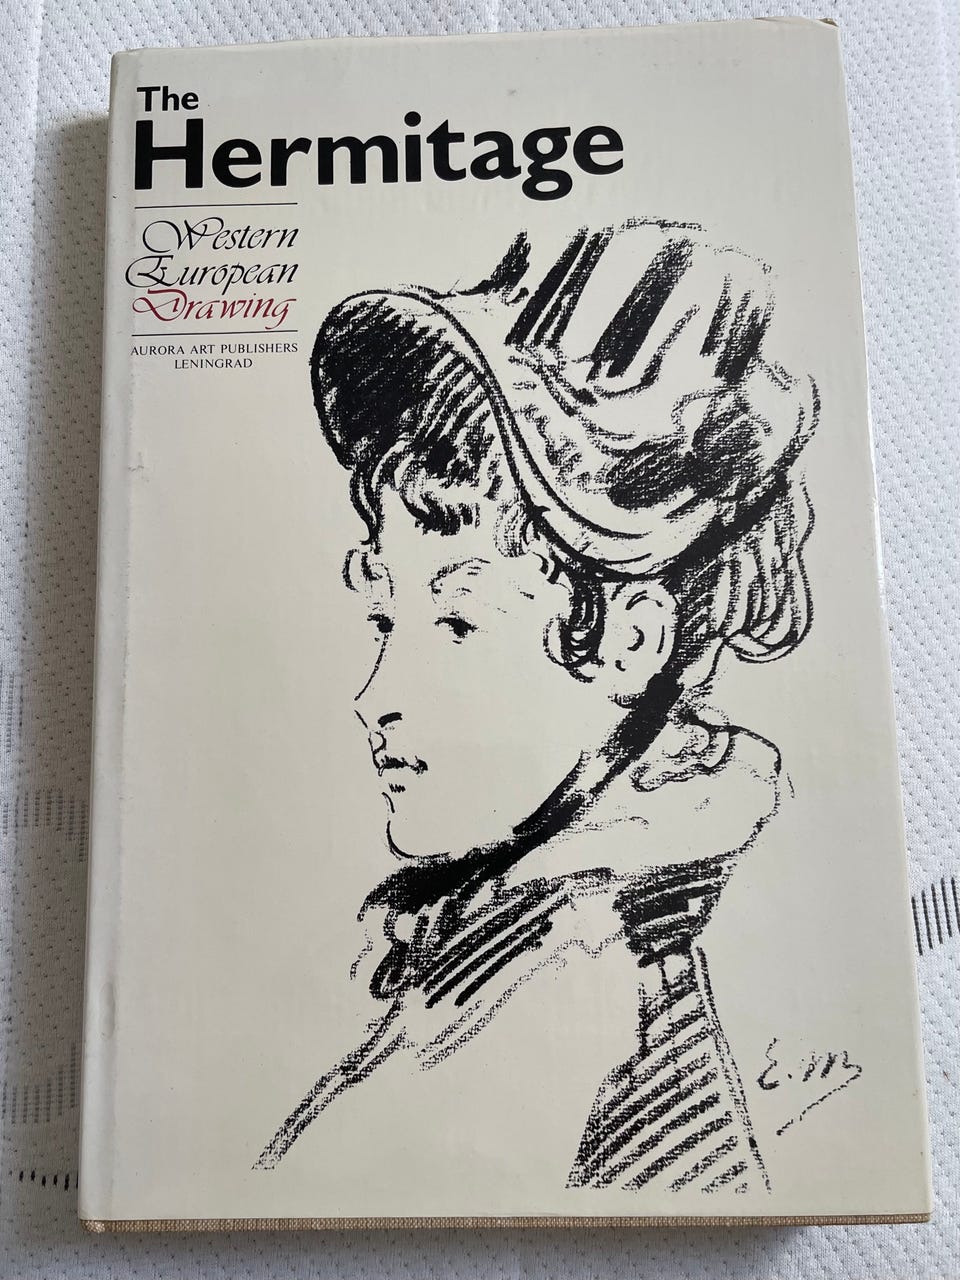 The
Hermitage
Western
European
Drawing
AURORA ART PUBLISHERS
LENINGRAD
E. M